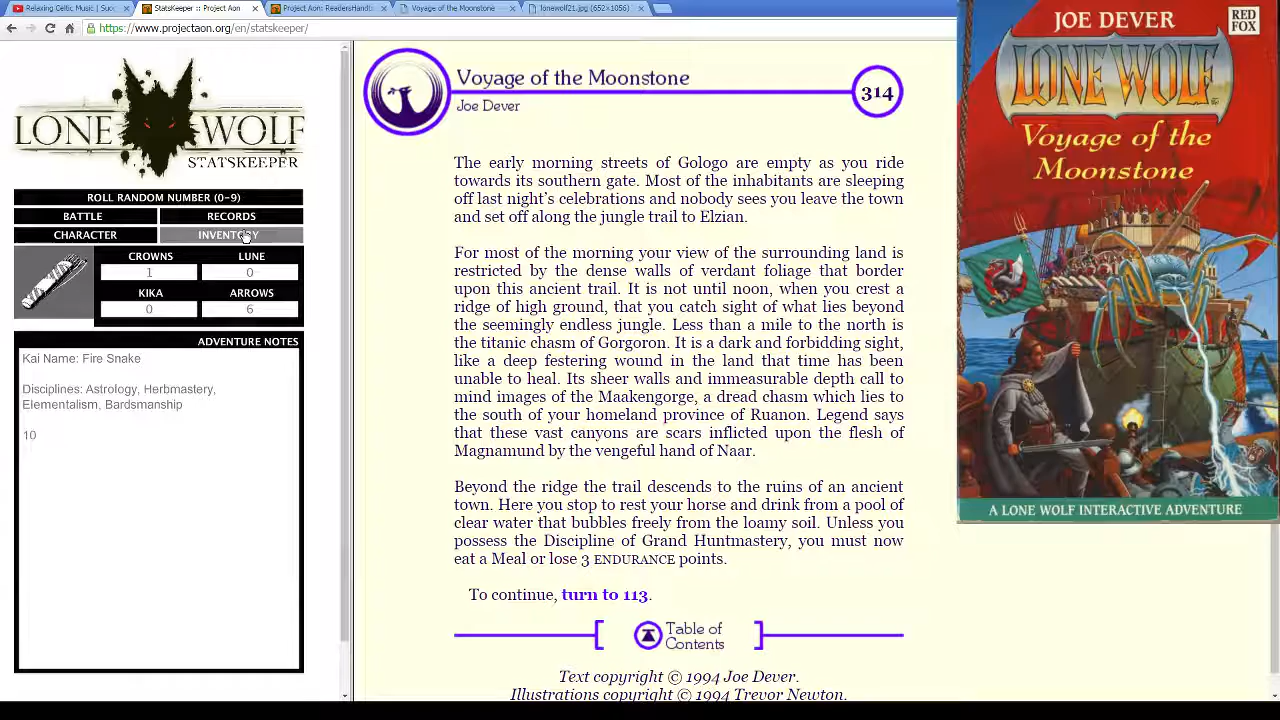 Relaxing Celtic Music | Suo
StatsKeeper :: Project Aon
Project Aon: ReadersHandb
Voyage of the Moonstone
lonewolf21.jpg (652×1056)
https://www.projectaon.org/en/statskeeper/
LONE WOLF
STATSKEEPER
ROLL RANDOM NUMBER (0-9)
BATTLE
RECORDS
CHARACTER
INVENTORY
CROWNS
LUNE
1
0
KIKA
ARROWS
0
6
ADVENTURE NOTES
Kai Name: Fire Snake
Disciplines: Astrology, Herbmastery,
Elementalism, Bardsmanship
10
Voyage of the Moonstone
Joe Dever
314
The early morning streets of Gologo are empty as you ride
towards its southern gate. Most of the inhabitants are sleeping
off last night's celebrations and nobody sees you leave the town
and set off along the jungle trail to Elzian.
For most of the morning your view of the surrounding land is
restricted by the dense walls of verdant foliage that border
upon this ancient trail. It is not until noon, when you crest a
ridge of high ground, that you catch sight of what lies beyond
the seemingly endless jungle. Less than a mile to the north is
the titanic chasm of Gorgoron. It is a dark and forbidding sight,
like a deep festering wound in the land that time has been
unable to heal. Its sheer walls and immeasurable depth call to
mind images of the Maakengorge, a dread chasm which lies to
the south of your homeland province of Ruanon. Legend says
that these vast canyons are scars inflicted upon the flesh of
Magnamund by the vengeful hand of Naar.
Beyond the ridge the trail descends to the ruins of an ancient
town. Here you stop to rest your horse and drink from a pool of
clear water that bubbles freely from the loamy soil. Unless you
possess the Discipline of Grand Huntmastery, you must now
eat a Meal or lose 3 ENDURANCE points.
To continue, turn to 113.
Table of
Contents
Text copyright © 1994 Joe Dever.
Illustrations copyright © 1994 Trevor Newton.
JOE DEVER
RED
FOX
LONE WOLF
Voyage of the
Moonstone
A LONE WOLF INTERACTIVE ADVENTURE